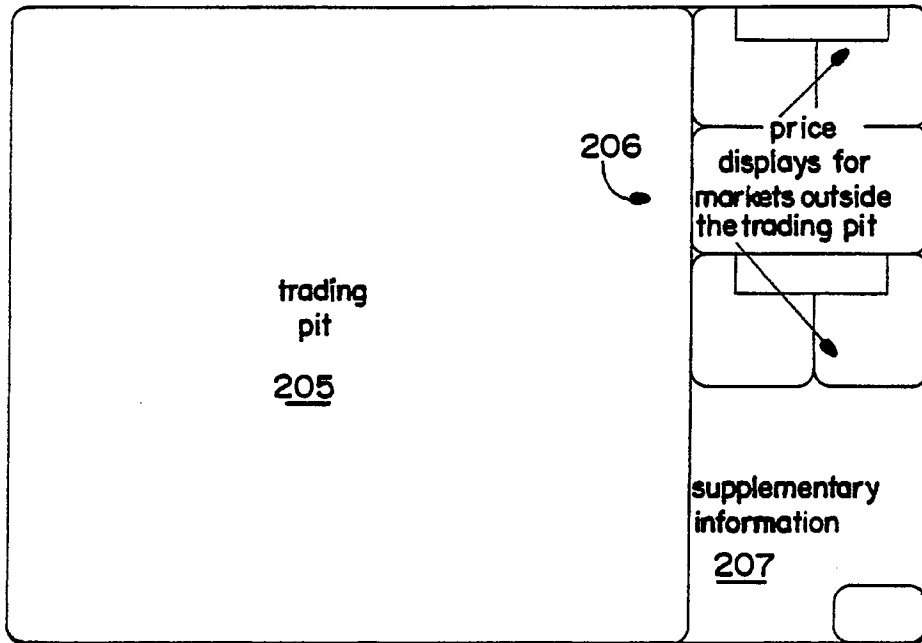 206
trading
pit
205
price
displays for
markets outside
the trading pit
supplementary
information
207